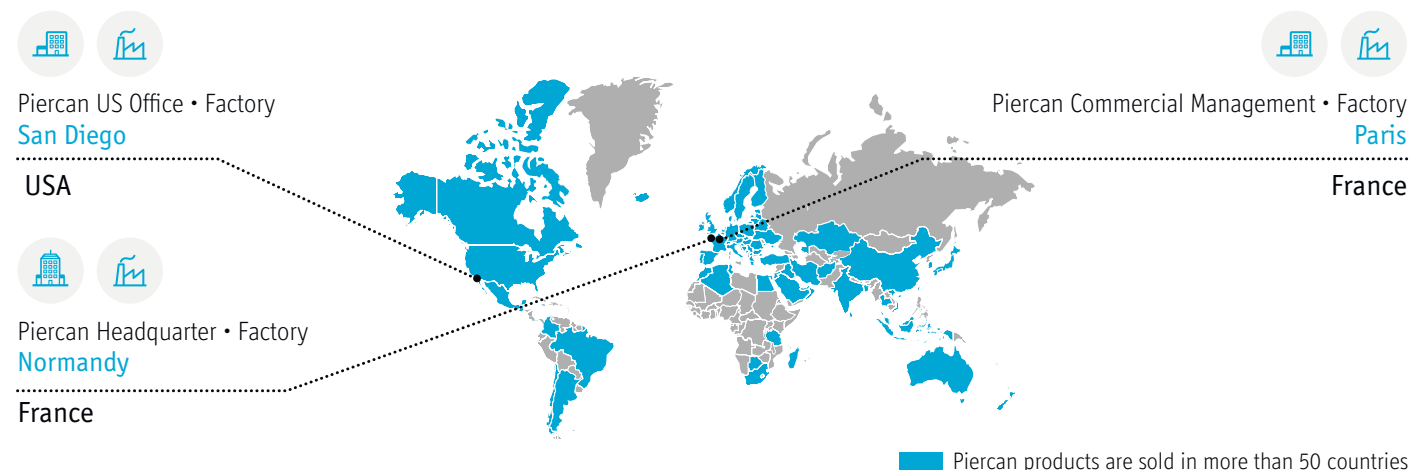 Piercan US Office • Factory
San Diego
USA
Piercan Headquarter • Factory
Normandy
France
Piercan Commercial Management • Factory
Paris
France
Piercan products are sold in more than 50 countries